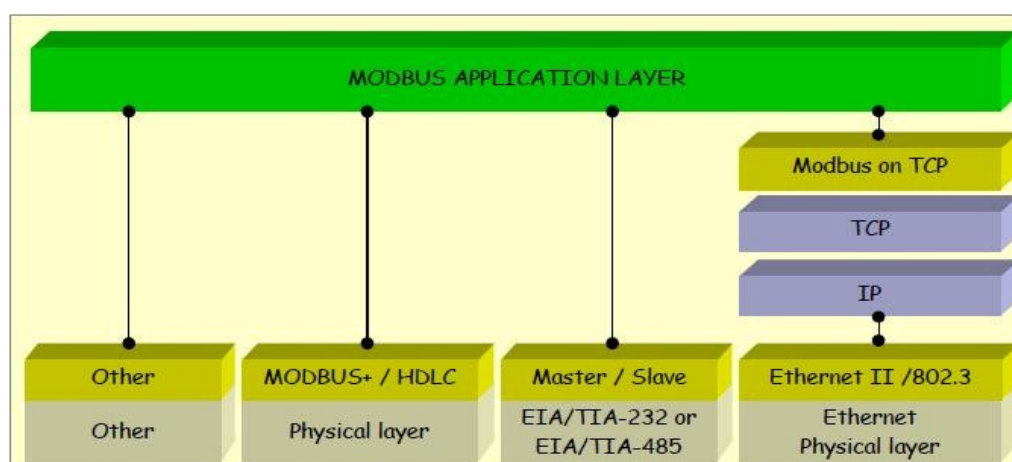 MODBUS APPLICATION LAYER
Modbus on TCP
TCP
IP
Other
MODBUS+ / HDLC
Master / Slave
Ethernet II /802.3
Other
Physical layer
EIA/TIA-232 or
EIA/TIA-485
Ethernet
Physical layer